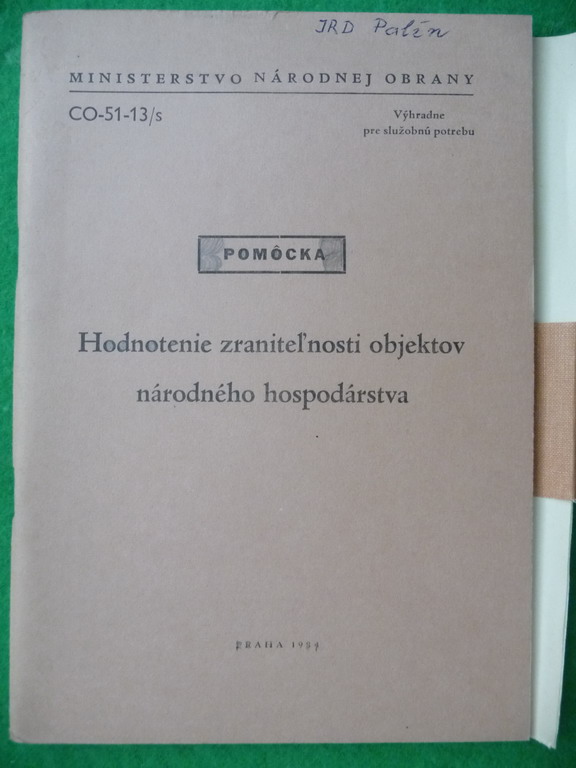 JRD Palín
MINISTERSTVO NÁRODNEJ OBRANY
CO-51-13/s
Výhradne
pre služobnú potrebu
POMÔCKA
Hodnotenie zraniteľnosti objektov
národného hospodárstva
PRAHA 1984